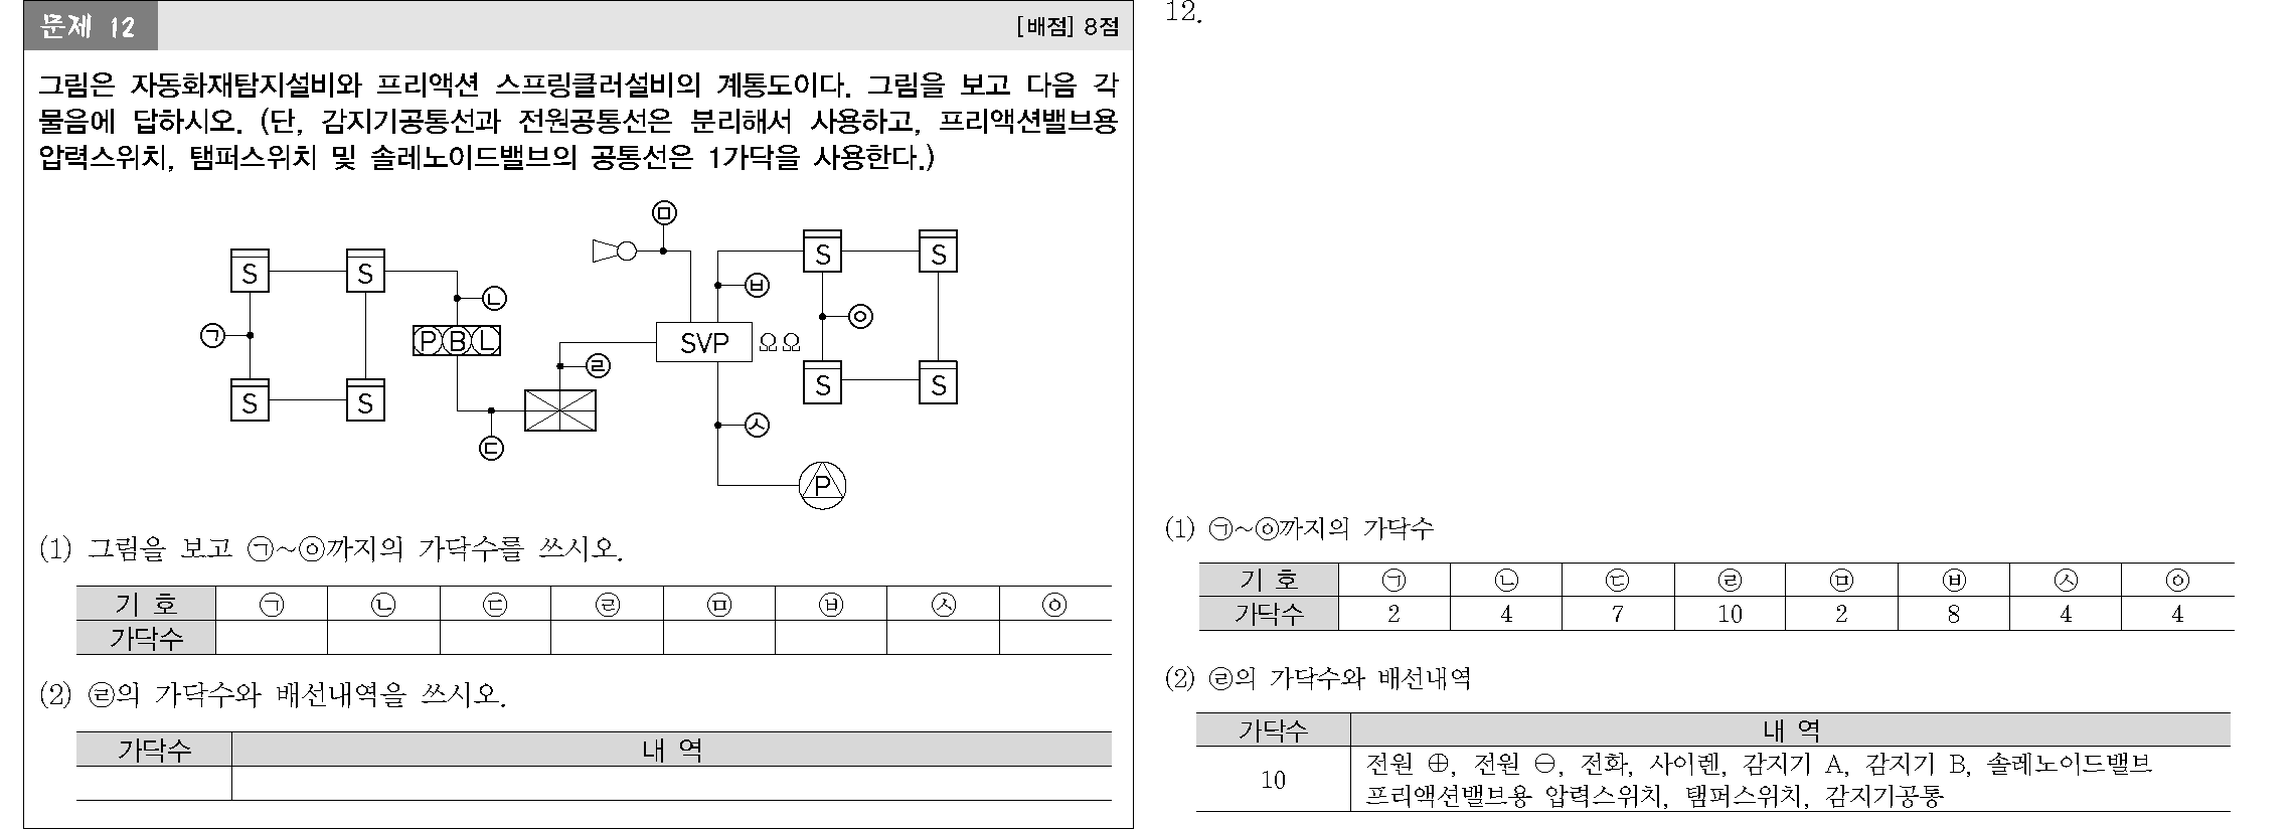 문제 12 [배점] 8점
그림은 자동화재탐지설비와 프리액션 스프링클러설비의 계통도이다. 그림을 보고 다음 각
물음에 답하시오. (단, 감지기공통선과 전원공통선은 분리해서 사용하고, 프리액션밸브용
압력스위치, 탬퍼스위치 및 솔레노이드밸브의 공통선은 1가닥을 사용한다.)
㉤
S S S S
㉡ ㉥
㉠ P B L SVP Ω Ω ㉧
㉣
S S S S
㉢ ㉦
P
(1) 그림을 보고 ㉠~㉧까지의 가닥수를 쓰시오.
기 호 ㉠ ㉡ ㉢ ㉣ ㉤ ㉥ ㉦ ㉧
가닥수
(2) ㉣의 가닥수와 배선내역을 쓰시오.
가닥수 내 역
12.
(1) ㉠~㉧까지의 가닥수
기 호 ㉠ ㉡ ㉢ ㉣ ㉤ ㉥ ㉦ ㉧
가닥수 2 4 7 10 2 8 4 4
(2) ㉣의 가닥수와 배선내역
가닥수 내 역
10 전원 ⊕, 전원 ⊖, 전화, 사이렌, 감지기 A, 감지기 B, 솔레노이드밸브
프리액션밸브용 압력스위치, 탬퍼스위치, 감지기공통